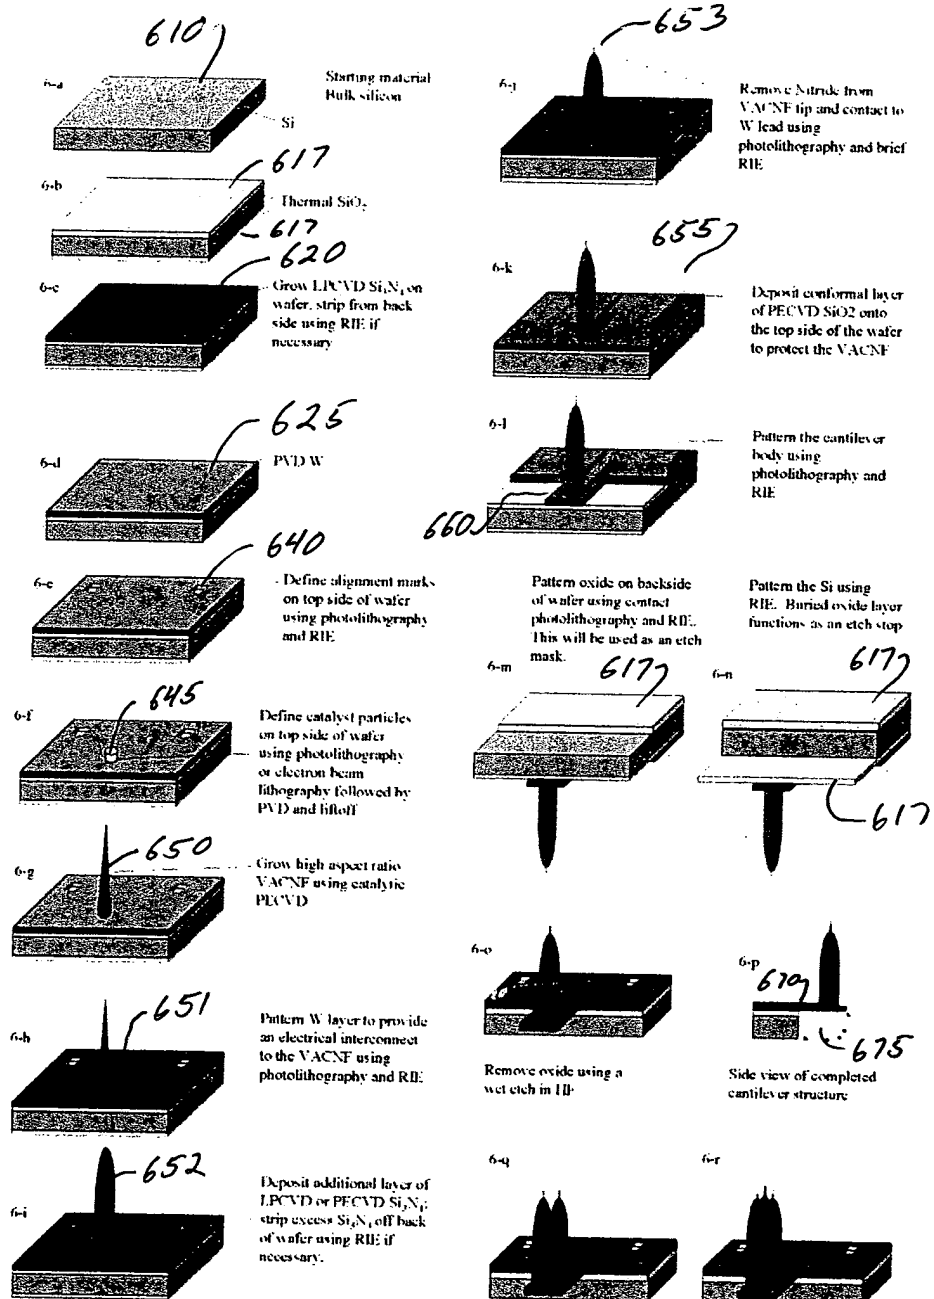 610
6-a
Starting material
Bulk silicon
Si
617
6-b
Thermal SiO₂
617
620
6-c
Grow LPCVD Si₃N₄ on
wafer, strip from back
side using RIE if
necessary
625
6-d
PVD W
640
6-e
Define alignment marks
on top side of wafer
using photolithography
and RIE
645
6-f
Define catalyst particles
on top side of wafer
using photolithography
or electron beam
lithography followed by
PVD and liftoff
650
6-g
Grow high aspect ratio
VACNF using catalytic
PECVD
651
6-h
Pattern W layer to provide
an electrical interconnect
to the VACNF using
photolithography and RIE
652
6-i
Deposit additional layer of
LPCVD or PECVD Si₃N₄;
strip excess Si₃N₄ off back
of wafer using RIE if
necessary.
653
6-j
Remove Nitride from
VACNF tip and contact to
W lead using
photolithography and brief
RIE
655
6-k
Deposit conformal layer
of PECVD SiO2 onto
the top side of the wafer
to protect the VACNF
6-l
Pattern the cantilever
body using
photolithography and
RIE
660
Pattern oxide on backside
of wafer using contact
photolithography and RIE.
This will be used as an etch
mask.
6-m
617
Pattern the Si using
RIE. Buried oxide layer
functions as an etch stop
6-n
617
617
6-o
Remove oxide using a
wet etch in HF
6-p
670
675
Side view of completed
cantilever structure
6-q
6-r